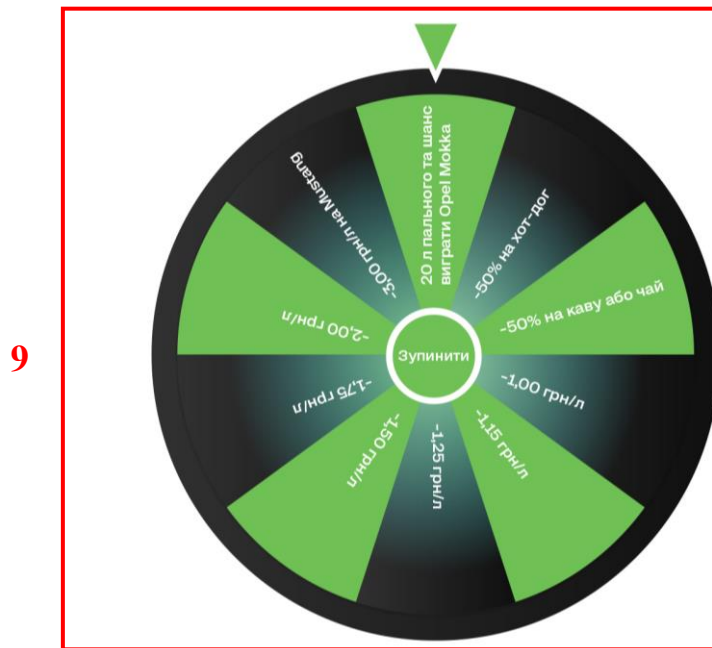 9
20 л пального та шанс
виграти Opel Mokka
-50% на хот-дог
-50% на каву або чай
-1,00 грн/л
-1,15 грн/л
-1,25 грн/л
-1,50 грн/л
-1,75 грн/л
-2,00 грн/л
-3,00 грн/л на Mustang
Зупинити